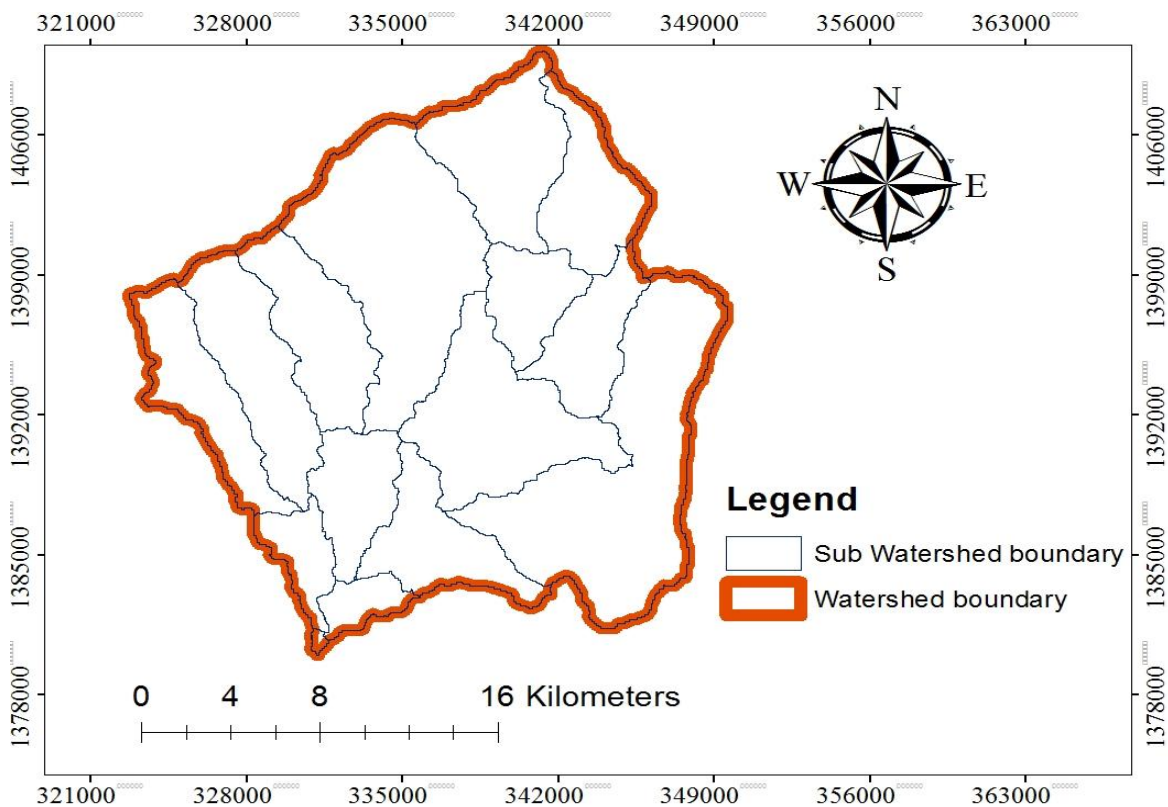 321000 328000 335000 342000 349000 356000 363000
1406000 1406000
N
W E
S
1399000 1399000
1392000 1392000
Legend
Sub Watershed boundary
1385000 1385000
Watershed boundary
0 4 8 16 Kilometers
1378000 1378000
321000 328000 335000 342000 349000 356000 363000